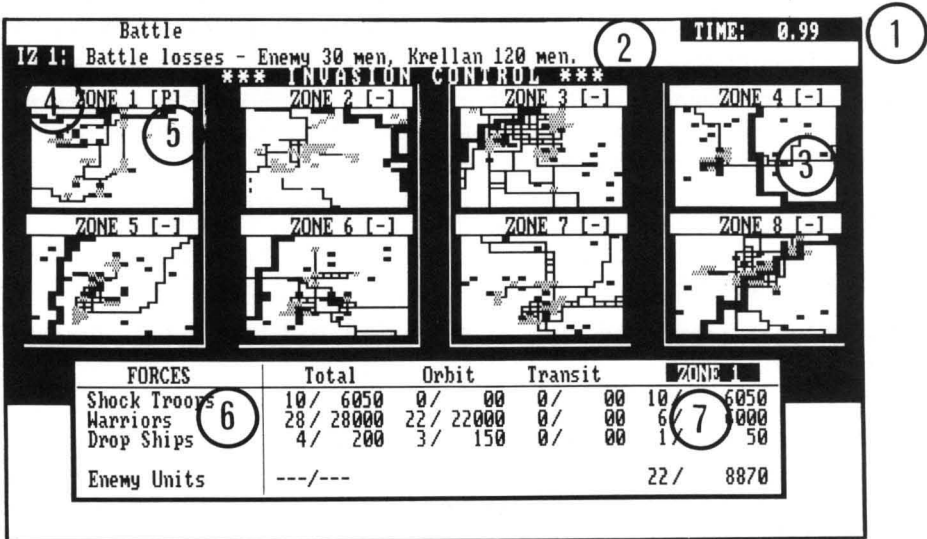 Battle TIME: 0.99 1
IZ 1: Battle losses - Enemy 30 men, Krellan 120 men. 2
*** INVASION CONTROL ***
4 ZONE 1 [P] ZONE 2 [-] ZONE 3 [-] ZONE 4 [-]
5 3
ZONE 5 [-] ZONE 6 [-] ZONE 7 [-] ZONE 8 [-]
FORCES Total Orbit Transit ZONE 1
Shock Troops 10/ 6050 0/ 00 0/ 00 10/ 6050
Warriors 28/ 28000 22/ 22000 0/ 00 6/
Drop Ships 4/ 200 3/ 150 0/ 00 1/ 50
6 7
Enemy Units ---/--- 22/ 8870